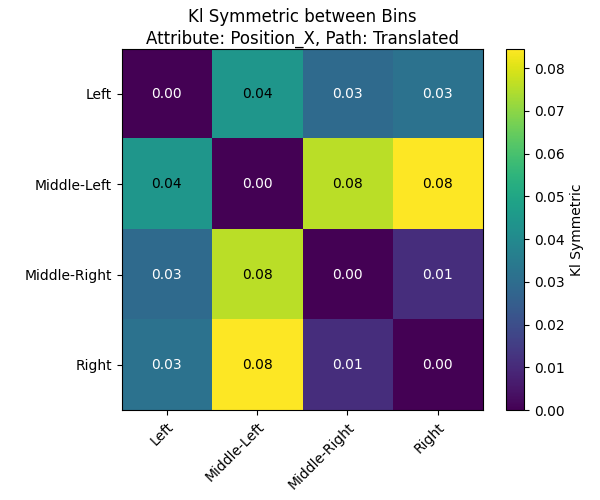 Kl Symmetric between Bins
Attribute: Position_X, Path: Translated
Left 0.00 0.04 0.03 0.03
Middle-Left 0.04 0.00 0.08 0.08
Middle-Right 0.03 0.08 0.00 0.01
Right 0.03 0.08 0.01 0.00
Left
Middle-Left
Middle-Right
Right
0.08
0.07
0.06
0.05
0.04
0.03
0.02
0.01
0.00
Kl Symmetric